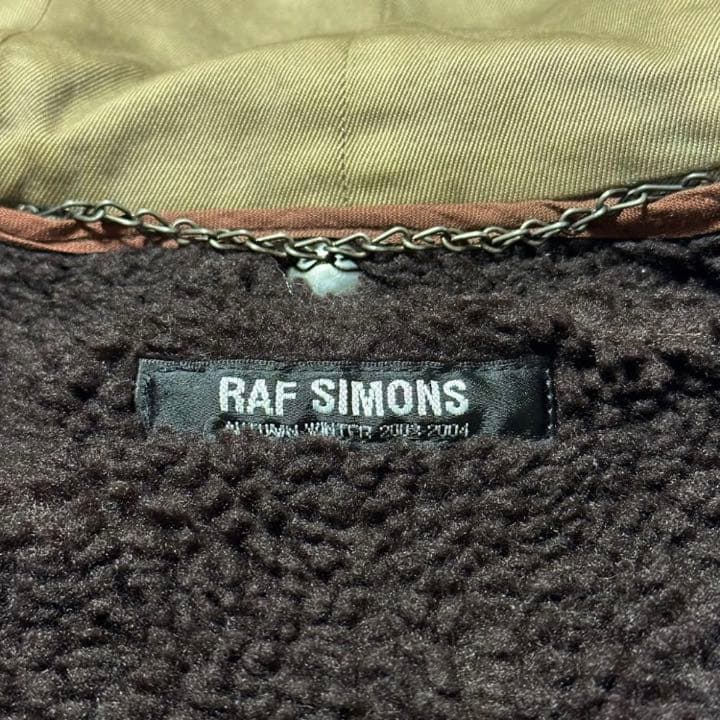 RAF SIMONS
AUTUMN WINTER 2003-2004